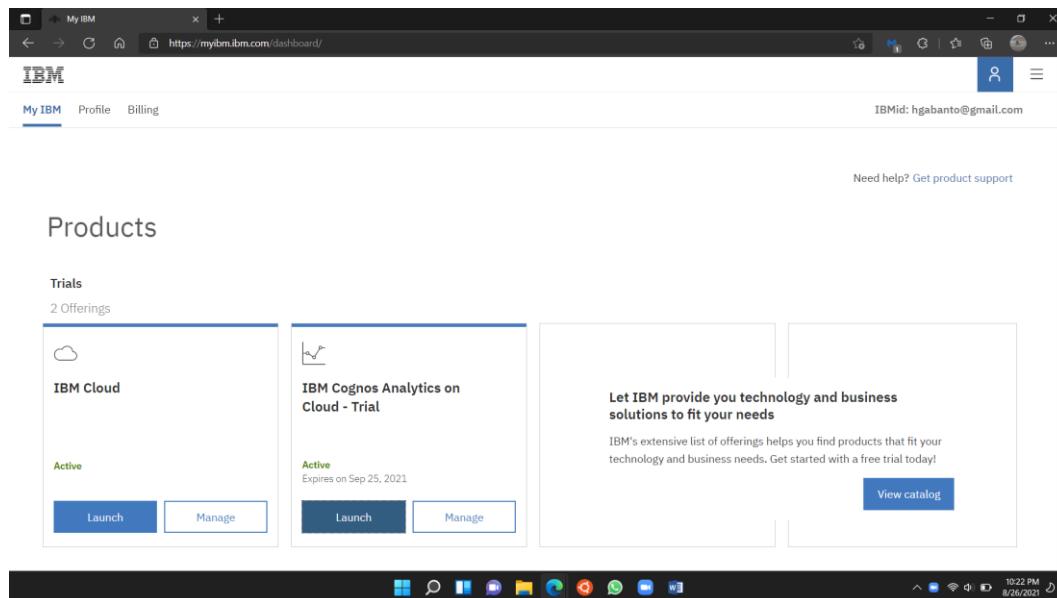 My IBM
https://myibm.ibm.com/dashboard/
1
IBM
My IBM Profile Billing IBMid: hgabanto@gmail.com
Need help? Get product support
Products
Trials
2 Offerings
IBM Cloud
Active
Launch Manage
IBM Cognos Analytics on
Cloud - Trial
Active
Expires on Sep 25, 2021
Launch Manage
Let IBM provide you technology and business
solutions to fit your needs
IBM's extensive list of offerings helps you find products that fit your
technology and business needs. Get started with a free trial today!
View catalog
10:22 PM
8/26/2021